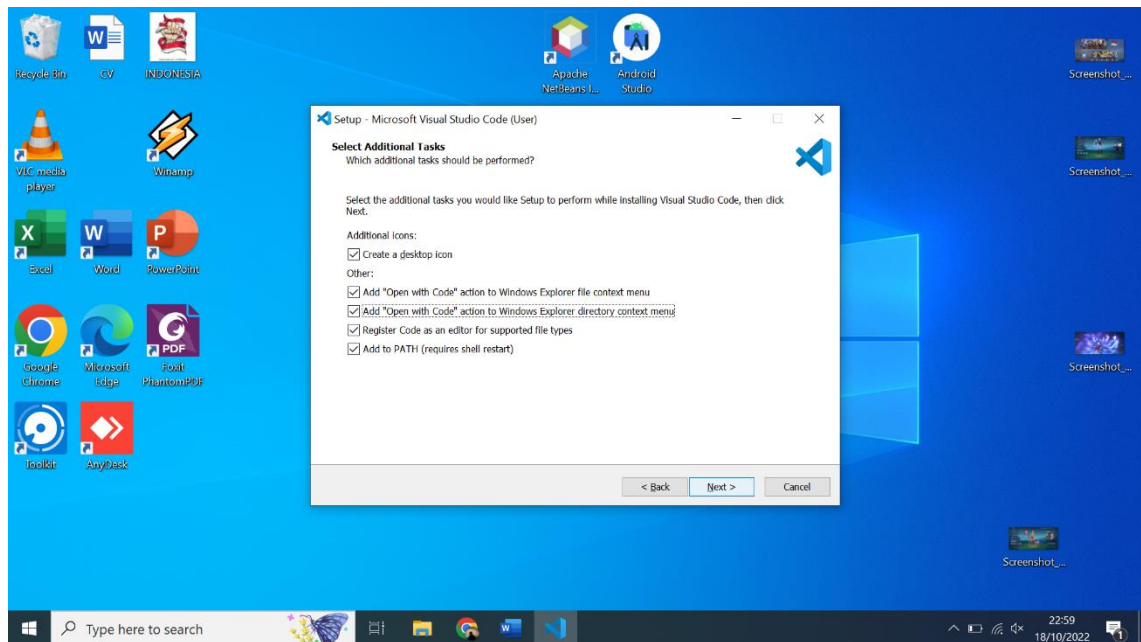 Recycle Bin
CV
INDONESIA
Apache
NetBeans I...
Android
Studio
Screenshot_...
VLC media
player
Winamp
Screenshot_...
Excel
Word
PowerPoint
Google
Chrome
Microsoft
Edge
Foxit
PhantomPDF
Screenshot_...
Toolkit
AnyDesk
Screenshot_...
Setup - Microsoft Visual Studio Code (User)
Select Additional Tasks
Which additional tasks should be performed?
Select the additional tasks you would like Setup to perform while installing Visual Studio Code, then click
Next.
Additional icons:
Create a desktop icon
Other:
Add "Open with Code" action to Windows Explorer file context menu
Add "Open with Code" action to Windows Explorer directory context menu
Register Code as an editor for supported file types
Add to PATH (requires shell restart)
< Back
Next >
Cancel
Type here to search
22:59
18/10/2022